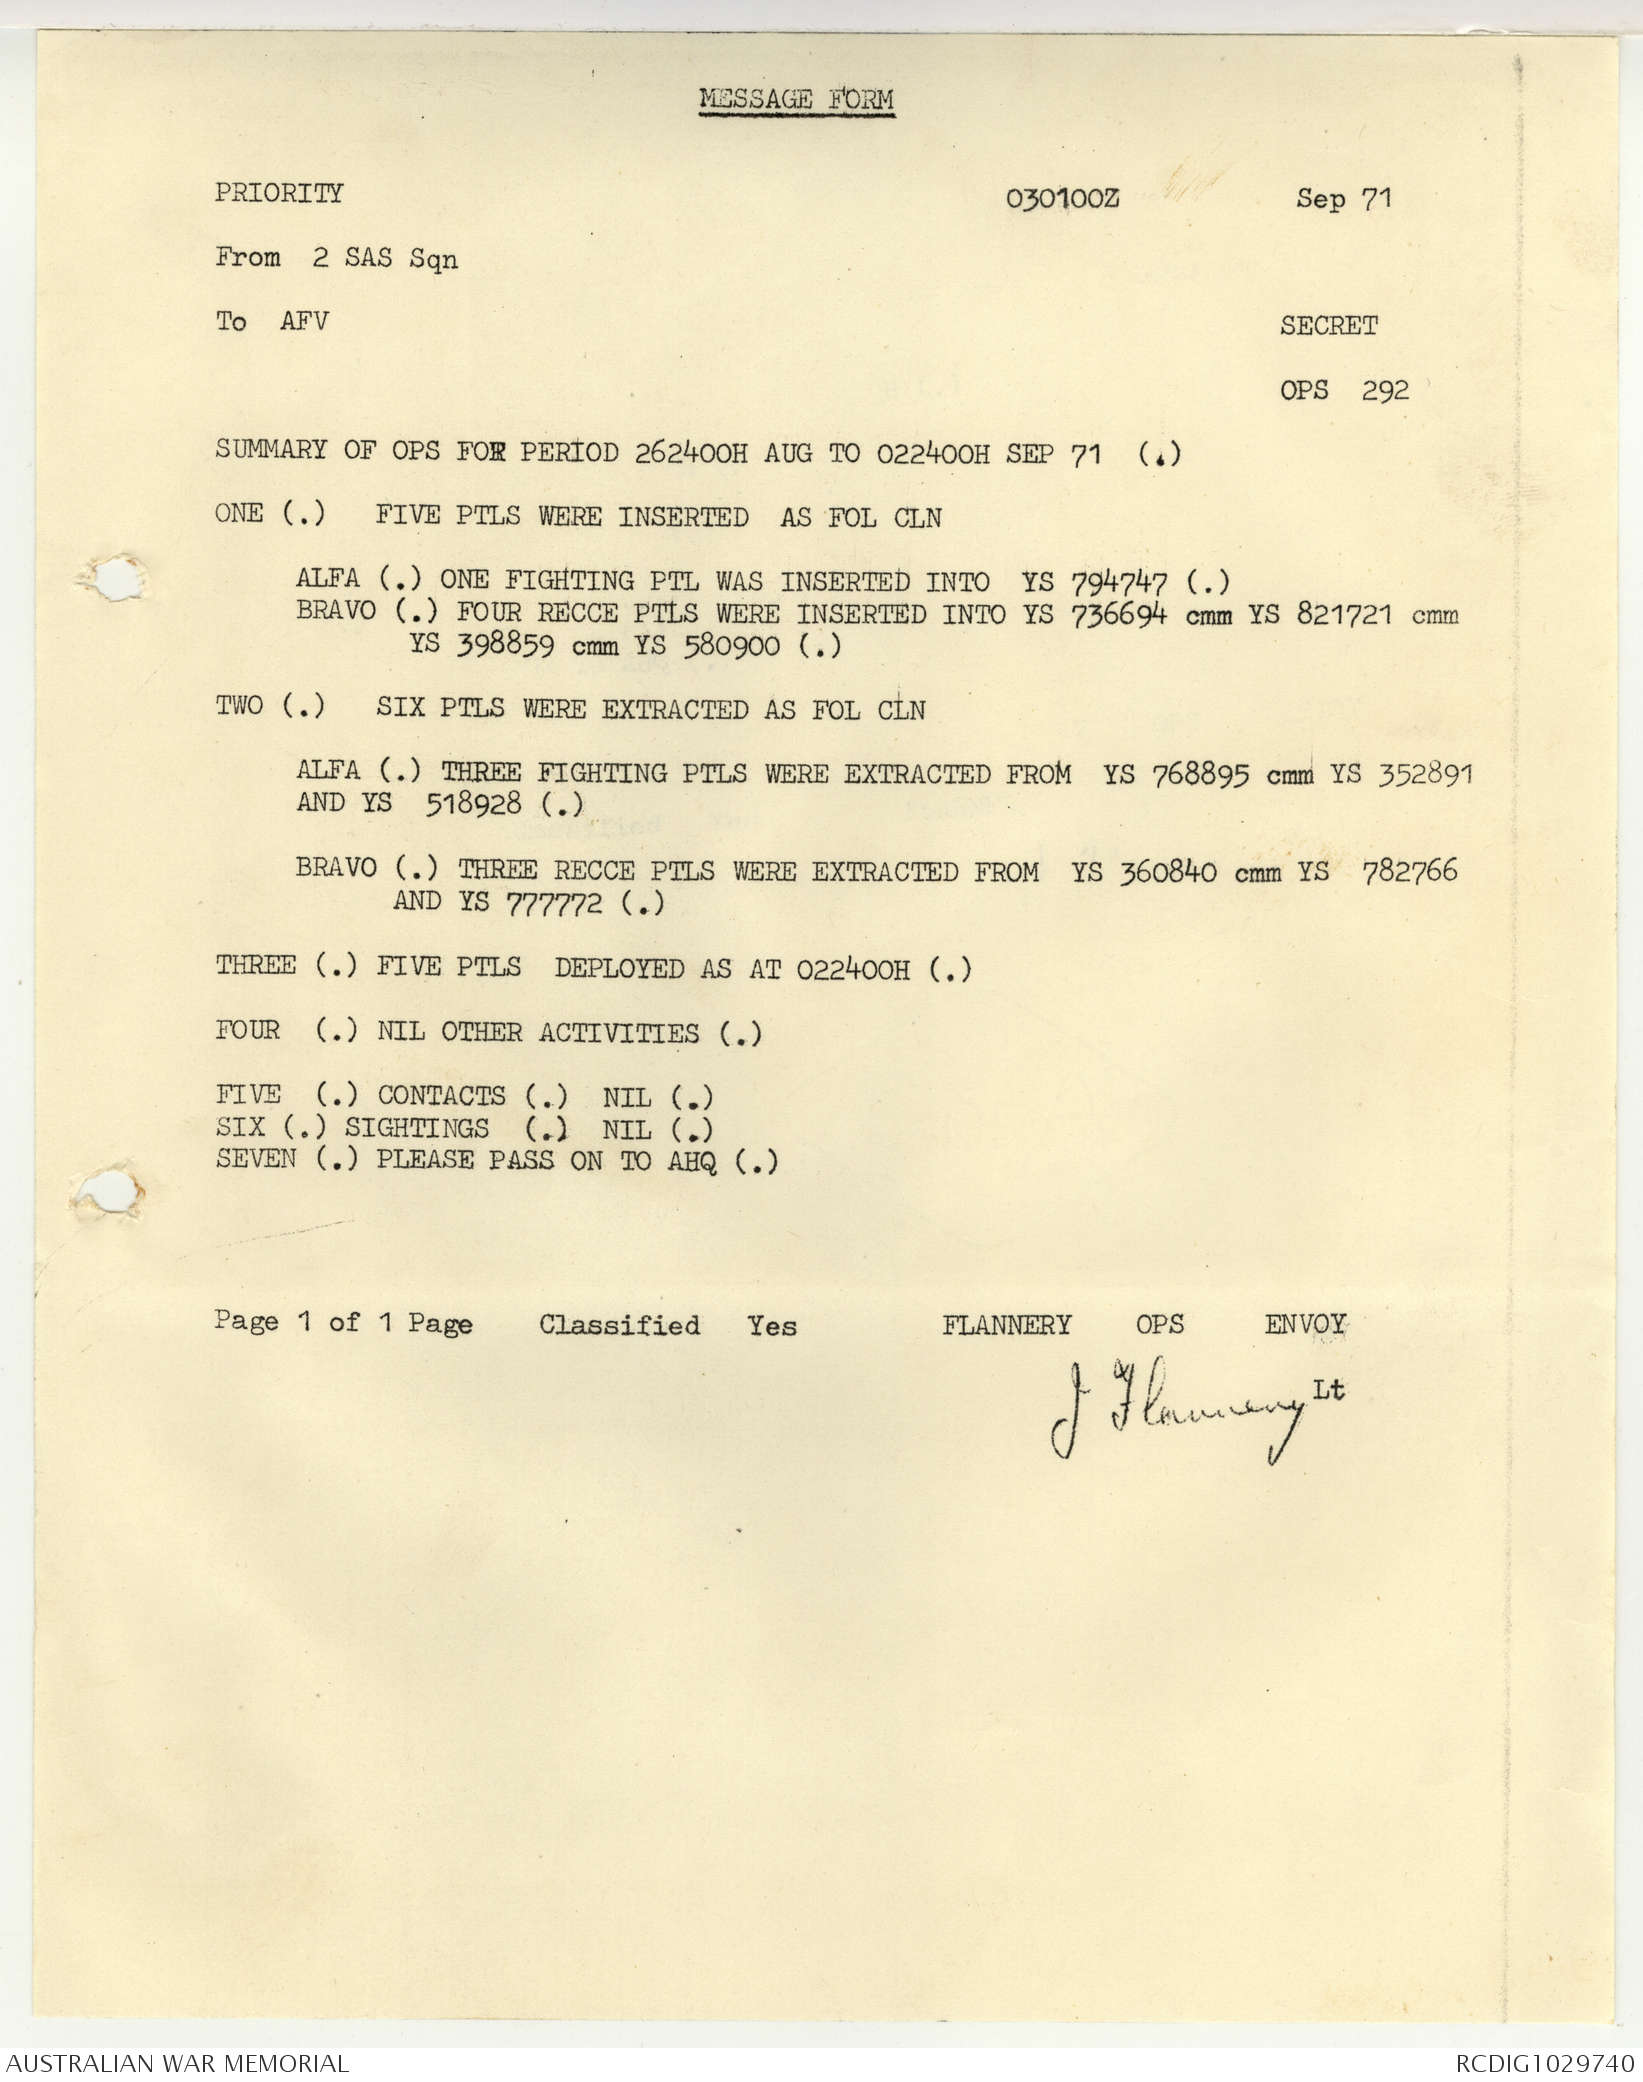 MESSAGE FORM
PRIORITY 030100Z Sep 71
From 2 SAS Sqn
To AFV SECRET
OPS 292
SUMMARY OF OPS FOR PERIOD 262400H AUG TO 022400H SEP 71 (.)
ONE (.) FIVE PTLS WERE INSERTED AS FOL CLN
ALFA (.) ONE FIGHTING PTL WAS INSERTED INTO YS 794747 (.)
BRAVO (.) FOUR RECCE PTLS WERE INSERTED INTO YS 736694 cmm YS 821721 cmm
YS 398859 cmm YS 580900 (.)
TWO (.) SIX PTLS WERE EXTRACTED AS FOL CLN
ALFA (.) THREE FIGHTING PTLS WERE EXTRACTED FROM YS 768895 cmm YS 352891
AND YS 518928 (.)
BRAVO (.) THREE RECCE PTLS WERE EXTRACTED FROM YS 360840 cmm YS 782766
AND YS 777772 (.)
THREE (.) FIVE PTLS DEPLOYED AS AT 022400H (.)
FOUR (.) NIL OTHER ACTIVITIES (.)
FIVE (.) CONTACTS (.) NIL (.)
SIX (.) SIGHTINGS (.) NIL (.)
SEVEN (.) PLEASE PASS ON TO AHQ (.)
Page 1 of 1 Page Classified Yes FLANNERY OPS ENVOY
J Flannery Lt
AUSTRALIAN WAR MEMORIAL RCDIG1029740